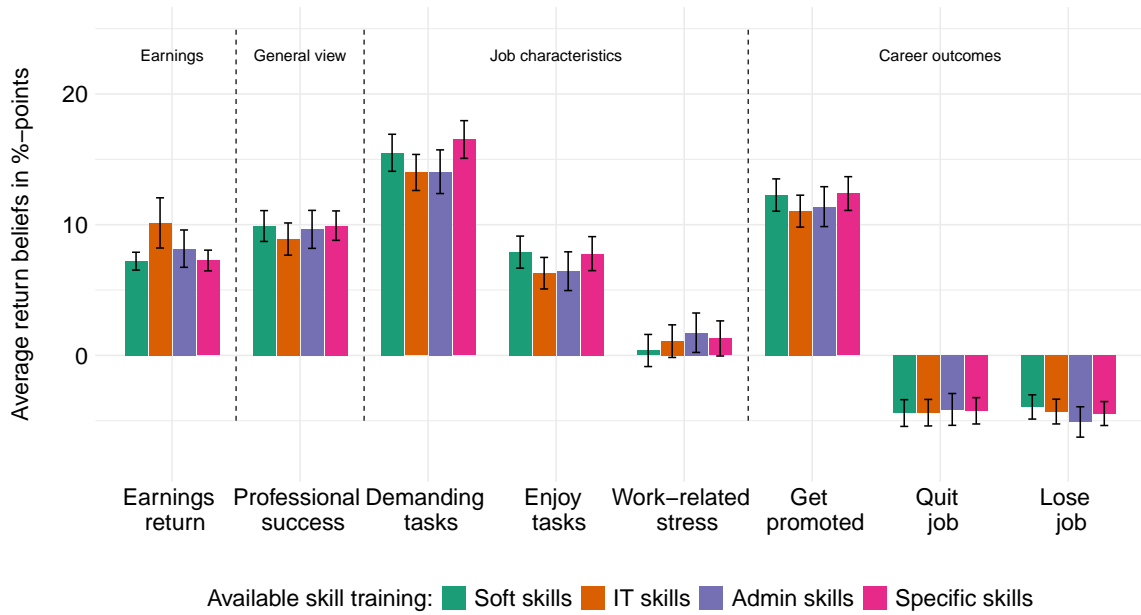 Earnings General view Job characteristics Career outcomes
Average return beliefs in %−points
20
10
0
Earnings return
Professional success
Demanding tasks
Enjoy tasks
Work−related stress
Get promoted
Quit job
Lose job
Available skill training: Soft skills IT skills Admin skills Specific skills